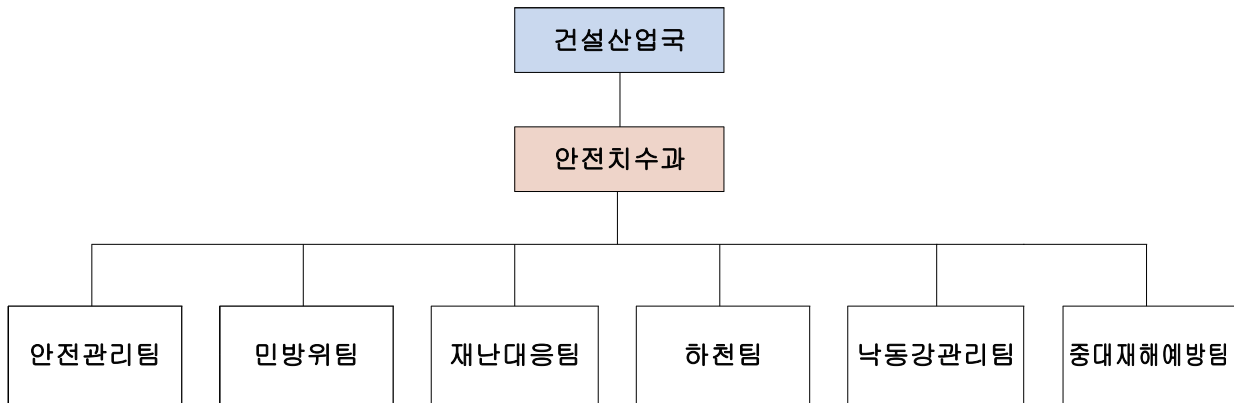 건설산업국
안전치수과
안전관리팀
민방위팀
재난대응팀
하천팀
낙동강관리팀
중대재해예방팀